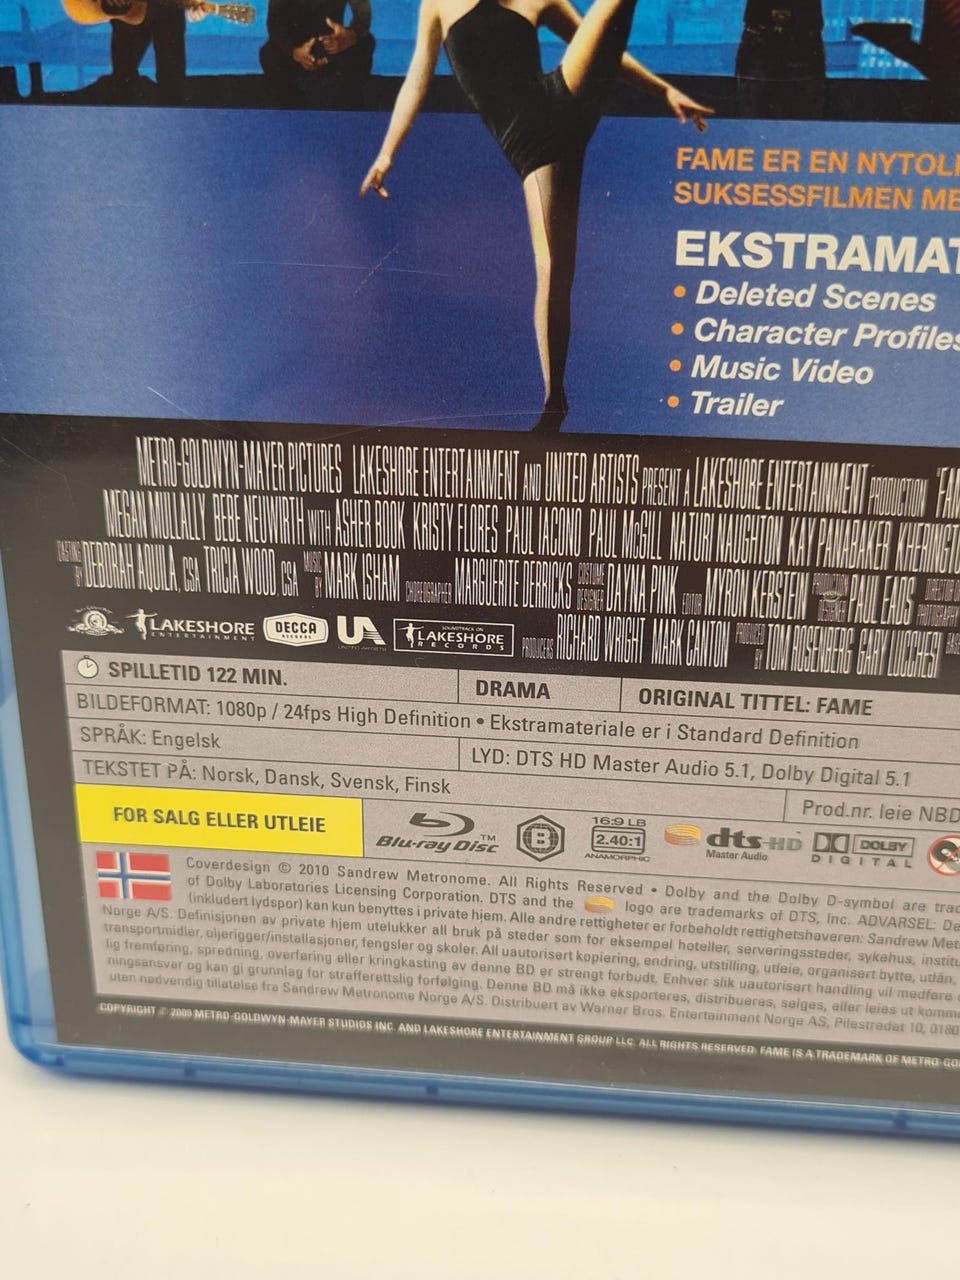 FAME ER EN
SUKSESSFILMEN
• Deleted Scenes
• Character Profiles
• Music Video
• Trailer
METRO-GOLDWYN-MAYER PICTURES LAKESHORE ENTERTAINMENT AND UNITED ARTISTS PRESENT A LAKESHORE ENTERTAINMENT PRODUCTION
MEGAN MULLALLY BEBE NEUWIRTH WITH ASHER BOOK KRISTY FLORES PAUL IACONO PAUL McGILL NATURI NAUGHTON KAY PANABAKER
CASTING BY DEBORAH AQUILA, CSA TRICIA WOOD, CSA MUSIC BY MARK ISHAM CHOREOGRAPHER MARGUERITE DERRICKS COSTUME DESIGNER DAYNA PINK EDITOR MYRON KERSTEIN PRODUCTION DESIGNER PAUL EADS
PRODUCERS RICHARD WRIGHT MARK CANTON PRODUCED BY TOM ROSENBERG GARY LUCCHESI
LAKESHORE ENTERTAINMENT DECCA RECORDS UA UNITED ARTISTS SOUNDTRACK ON LAKESHORE RECORDS
SPILLETID 122 MIN. DRAMA ORIGINAL TITTEL: FAME
BILDEFORMAT: 1080p / 24fps High Definition • Ekstramateriale er i Standard Definition
SPRÅK: Engelsk LYD: DTS HD Master Audio 5.1, Dolby Digital 5.1
TEKSTET PÅ: Norsk, Dansk, Svensk, Finsk Prod.nr. leie
FOR SALG ELLER UTLEIE Blu-ray Disc™ B 16:9 LB 2.40:1 ANAMORPHIC dts-HD Master Audio DOLBY DIGITAL
Coverdesign © 2010 Sandrew Metronome. All Rights Reserved • Dolby and the Dolby D-symbol are
of Dolby Laboratories Licensing Corporation. DTS and the logo are trademarks of DTS, Inc. ADVARSEL:
(inkludert lydspor) kan kun benyttes i private hjem. Alle andre rettigheter er forbeholdt rettighetshaveren: Sandrew
Norge A/S. Definisjonen av private hjem utelukker all bruk på steder som for eksempel hoteller, serveringssteder, sykehus,
transportmidler, oljerigger/installasjoner, fengsler og skoler. All uautorisert kopiering, endring, utstilling, utleie, organisert bytte, utlån,
lig fremføring, spredning, overføring eller kringkasting av denne BD er strengt forbudt. Enhver slik uautorisert handling vil medføre
ningsansvar og kan gi grunnlag for strafferettslig forfølging. Denne BD må ikke eksporteres, distribueres, selges, eller leies ut
uten nødvendig tillatelse fra Sandrew Metronome Norge A/S. Distribuert av Warner Bros. Entertainment Norge AS, Pilestredet 10,
COPYRIGHT © 2009 METRO-GOLDWYN-MAYER STUDIOS INC. AND LAKESHORE ENTERTAINMENT GROUP LLC. ALL RIGHTS RESERVED. FAME IS A TRADEMARK OF